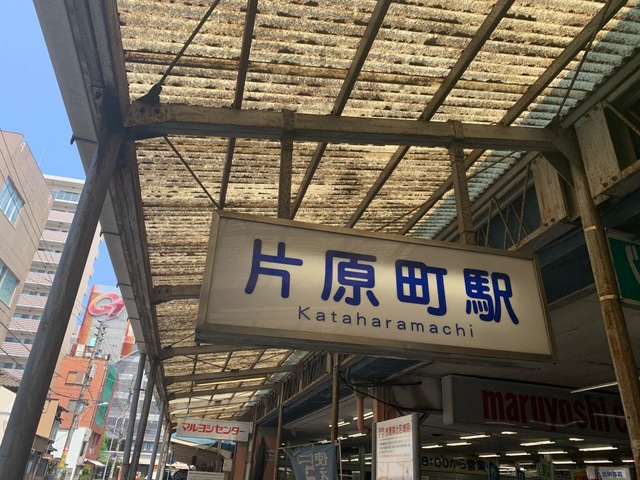 片原町駅
Kataharamachi
マルヨシセンター
maruyoshi c
8:00から営業